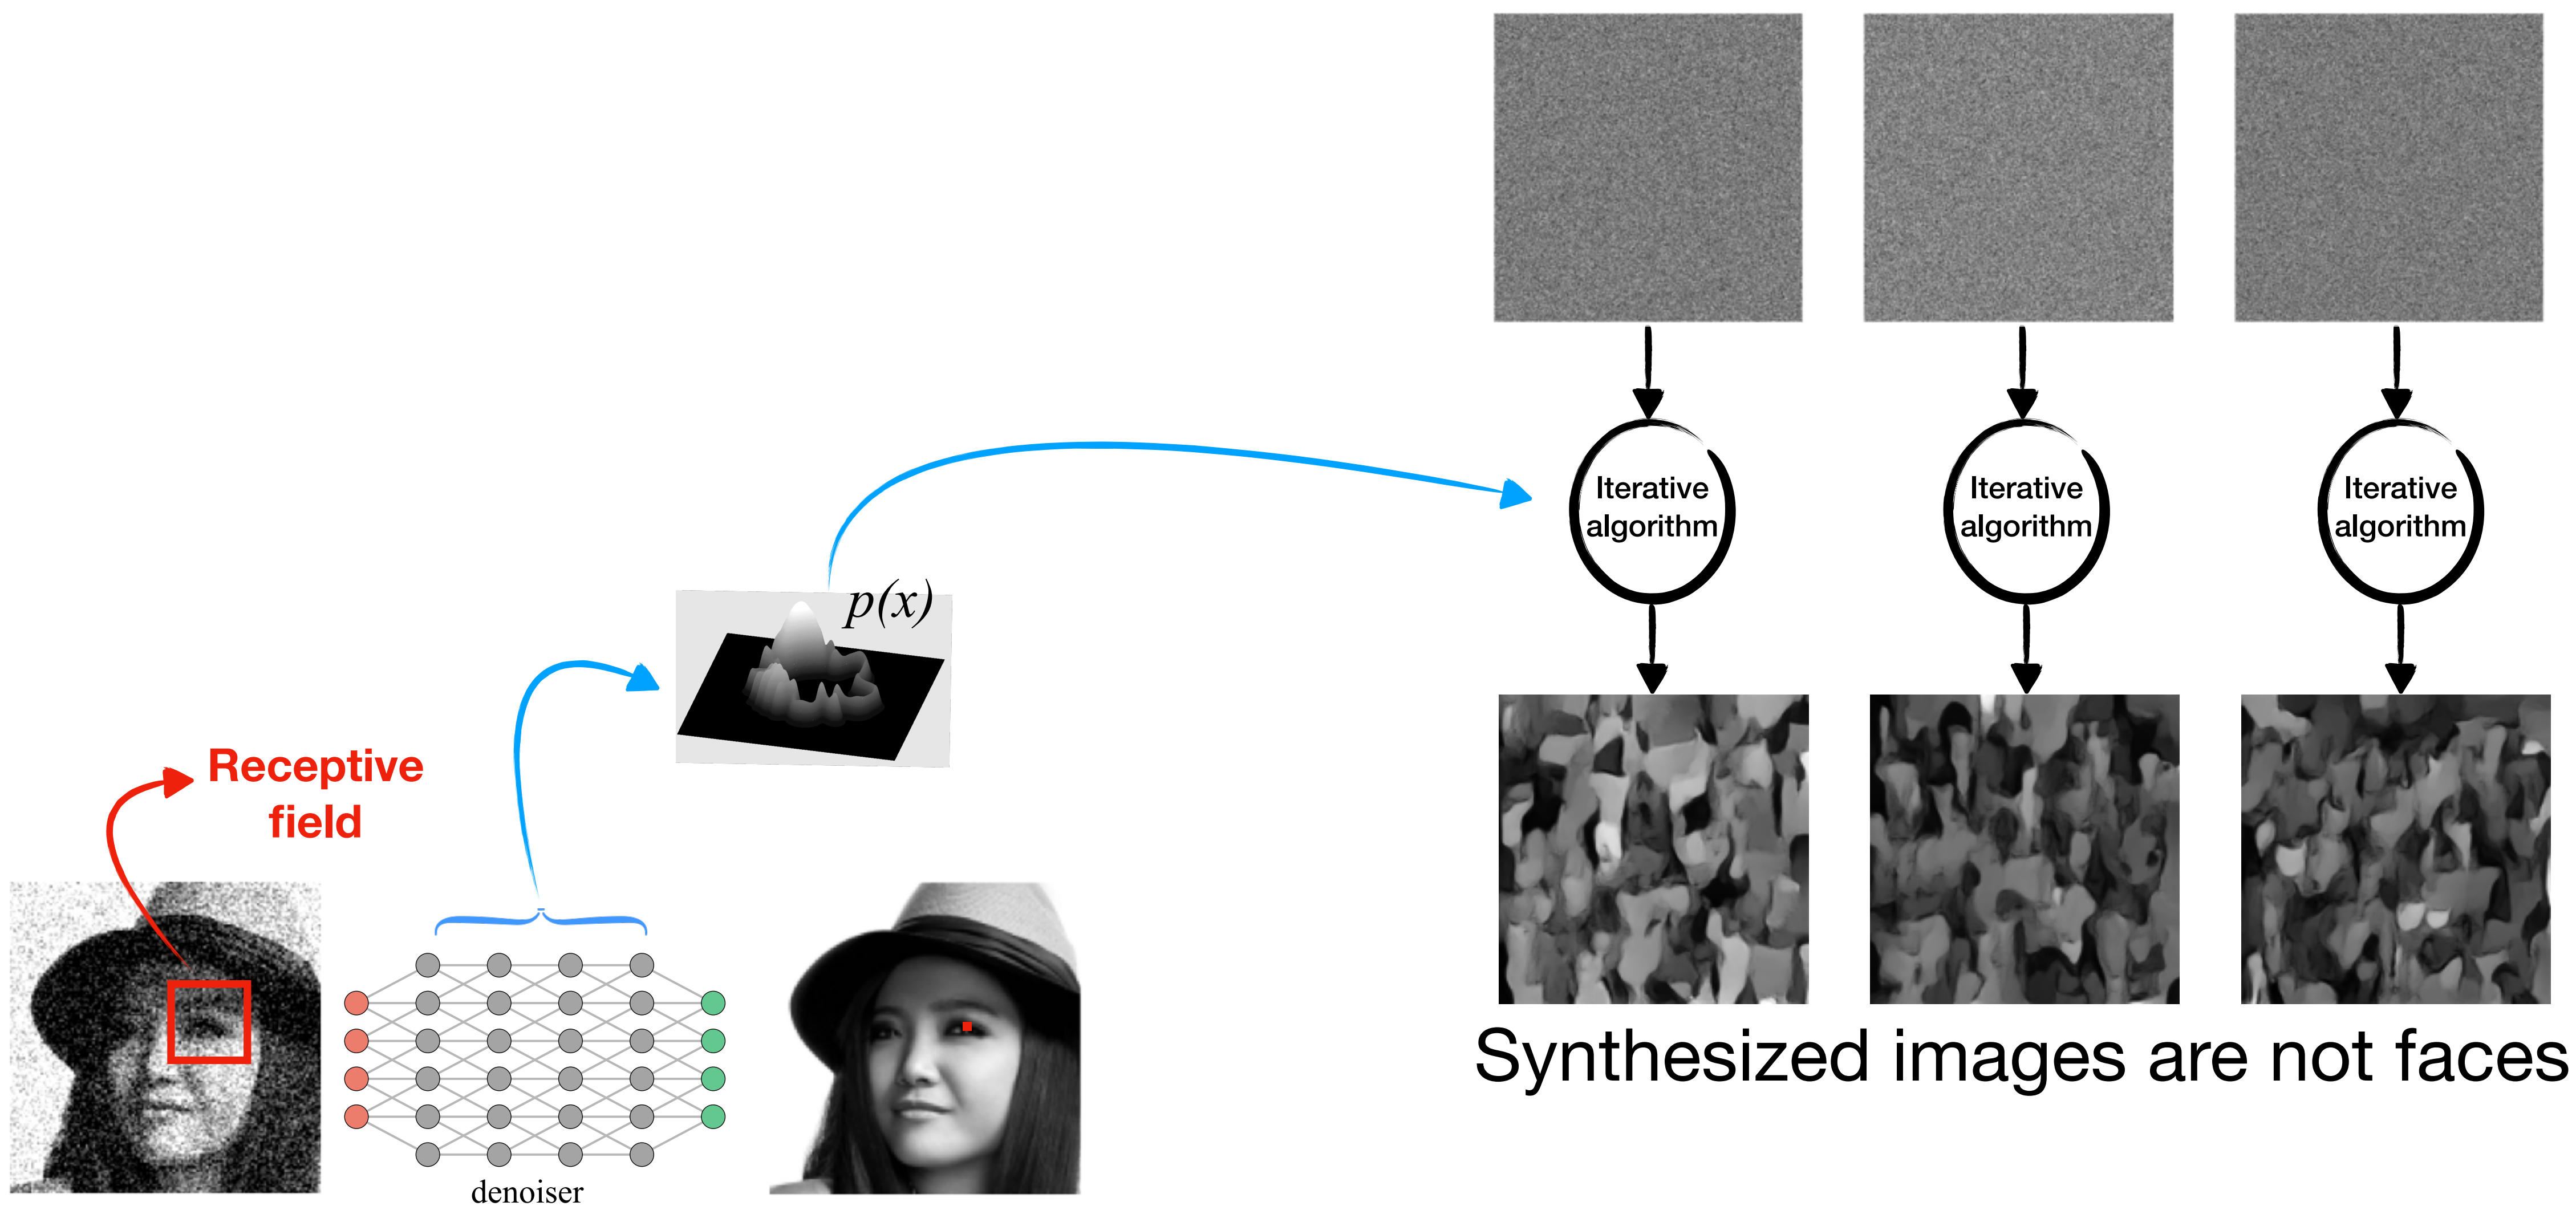 Iterative
algorithm
Iterative
algorithm
Iterative
algorithm
p(x)
Receptive
field
Synthesized images are not faces
denoiser